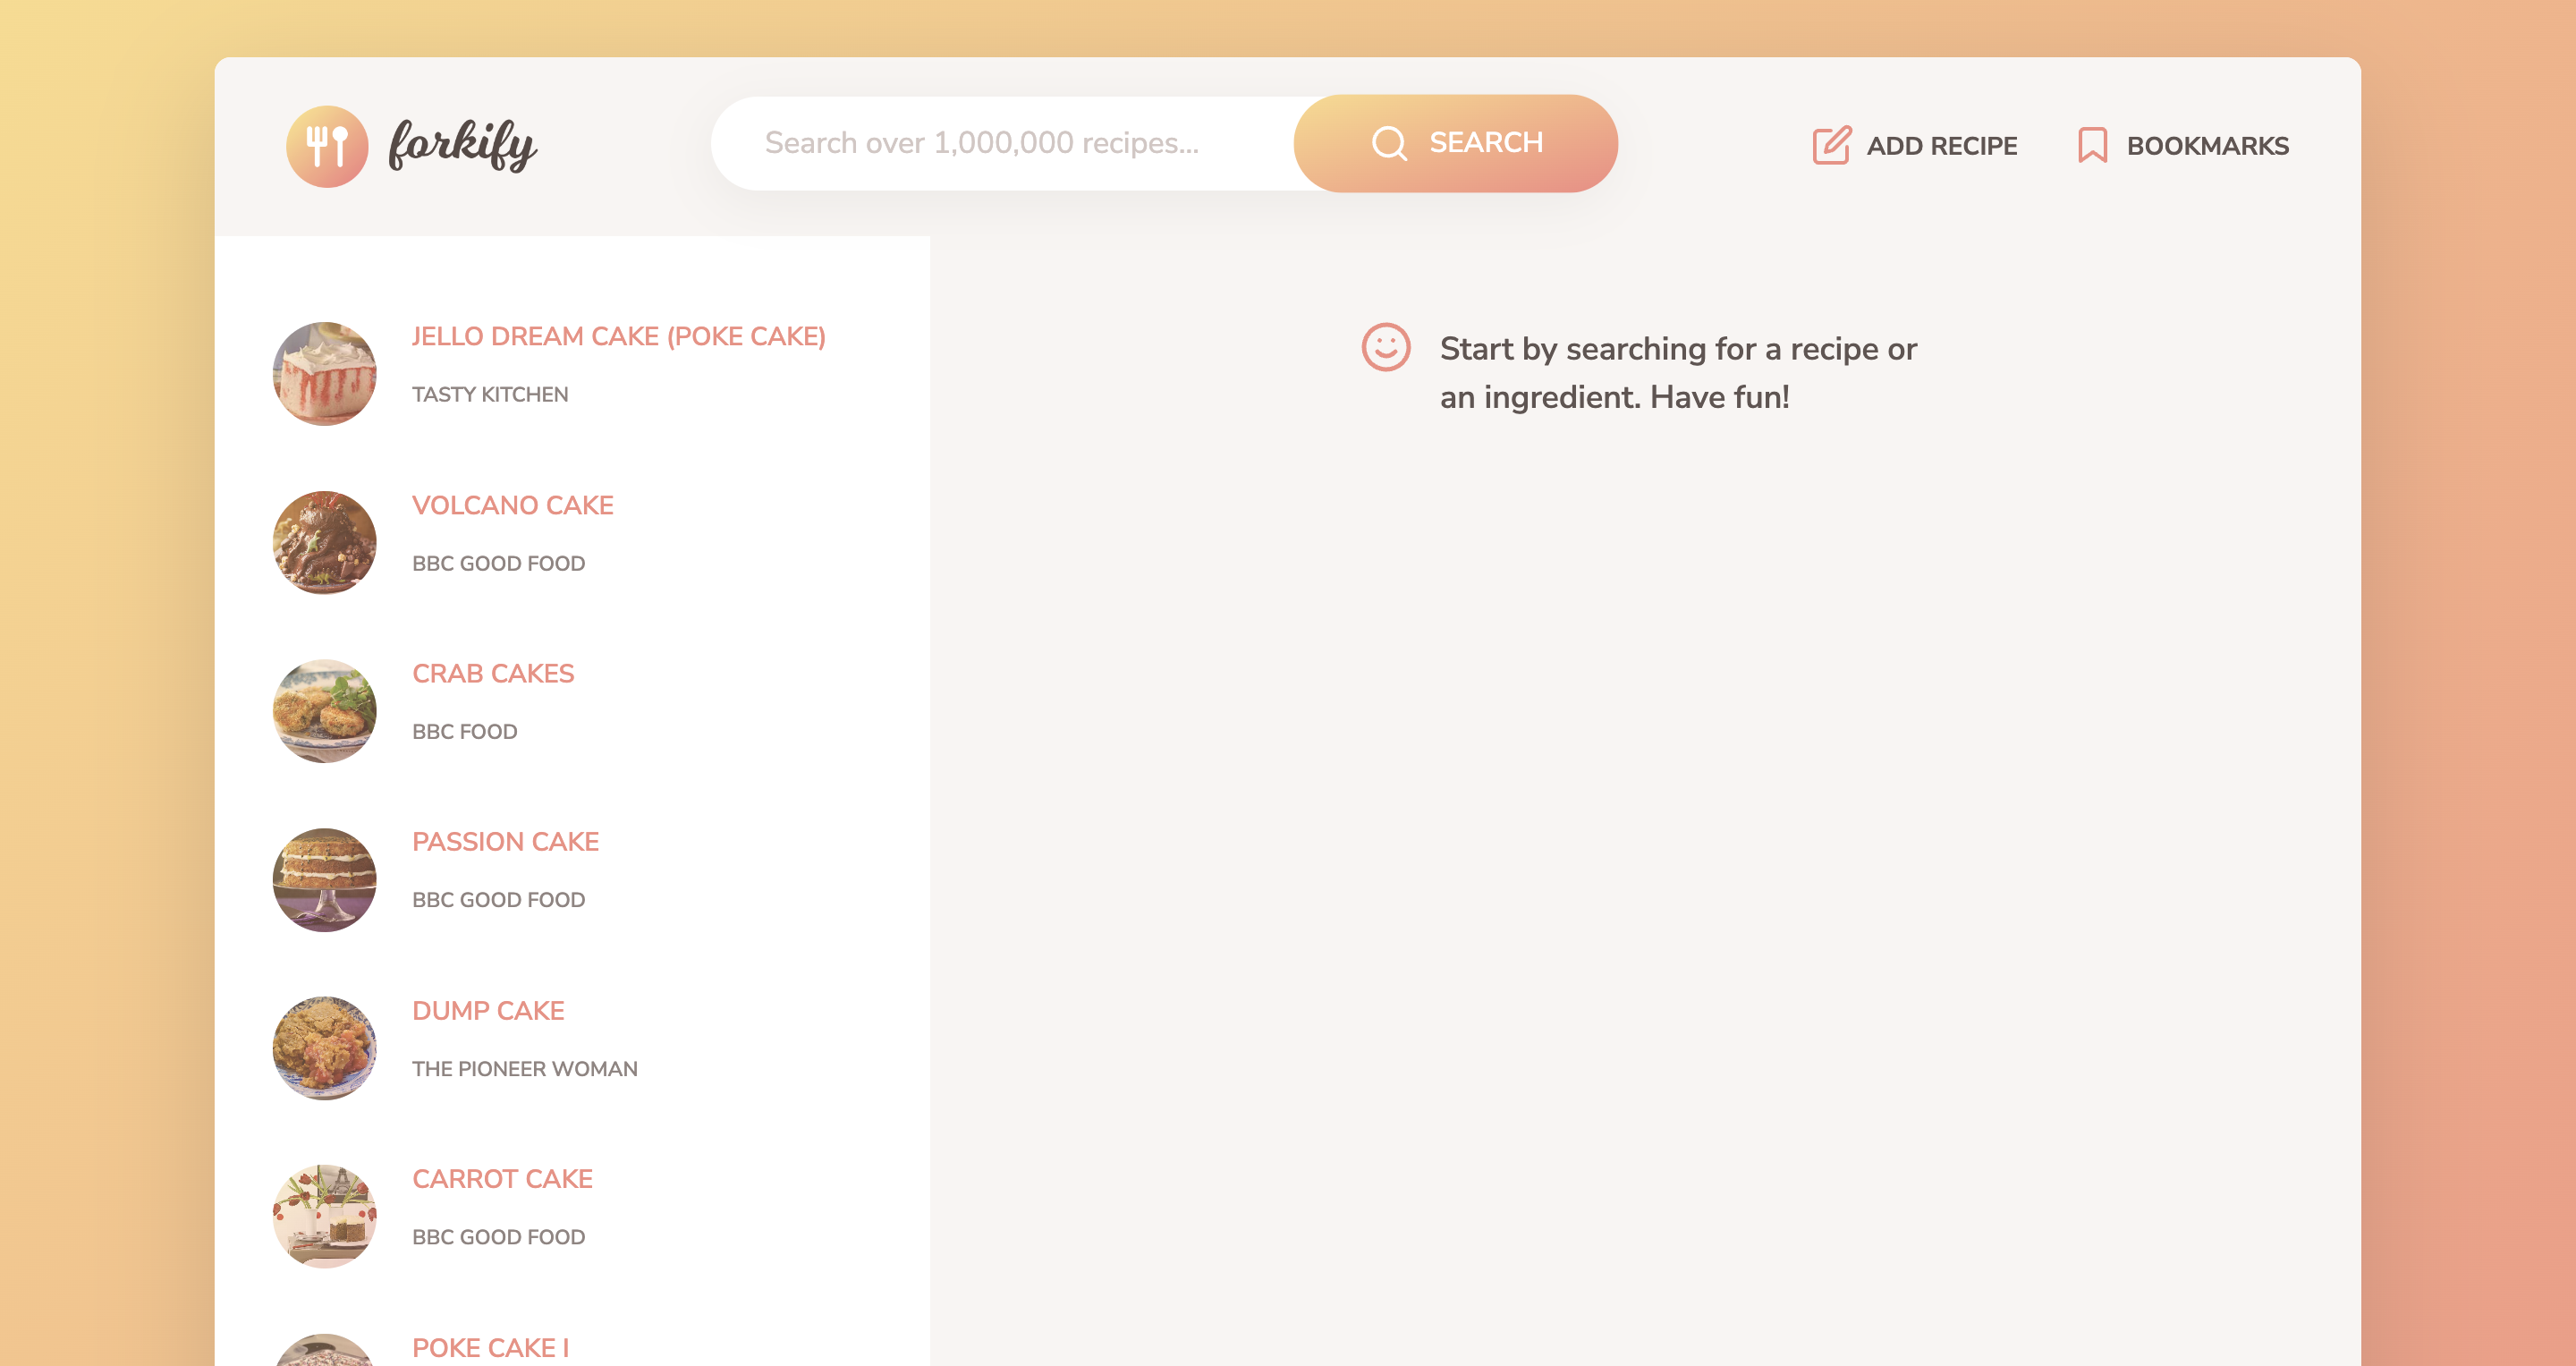 forkify
Search over 1,000,000 recipes...
SEARCH
ADD RECIPE
BOOKMARKS
JELLO DREAM CAKE (POKE CAKE)
TASTY KITCHEN
VOLCANO CAKE
BBC GOOD FOOD
CRAB CAKES
BBC FOOD
PASSION CAKE
BBC GOOD FOOD
DUMP CAKE
THE PIONEER WOMAN
CARROT CAKE
BBC GOOD FOOD
POKE CAKE I
Start by searching for a recipe or
an ingredient. Have fun!